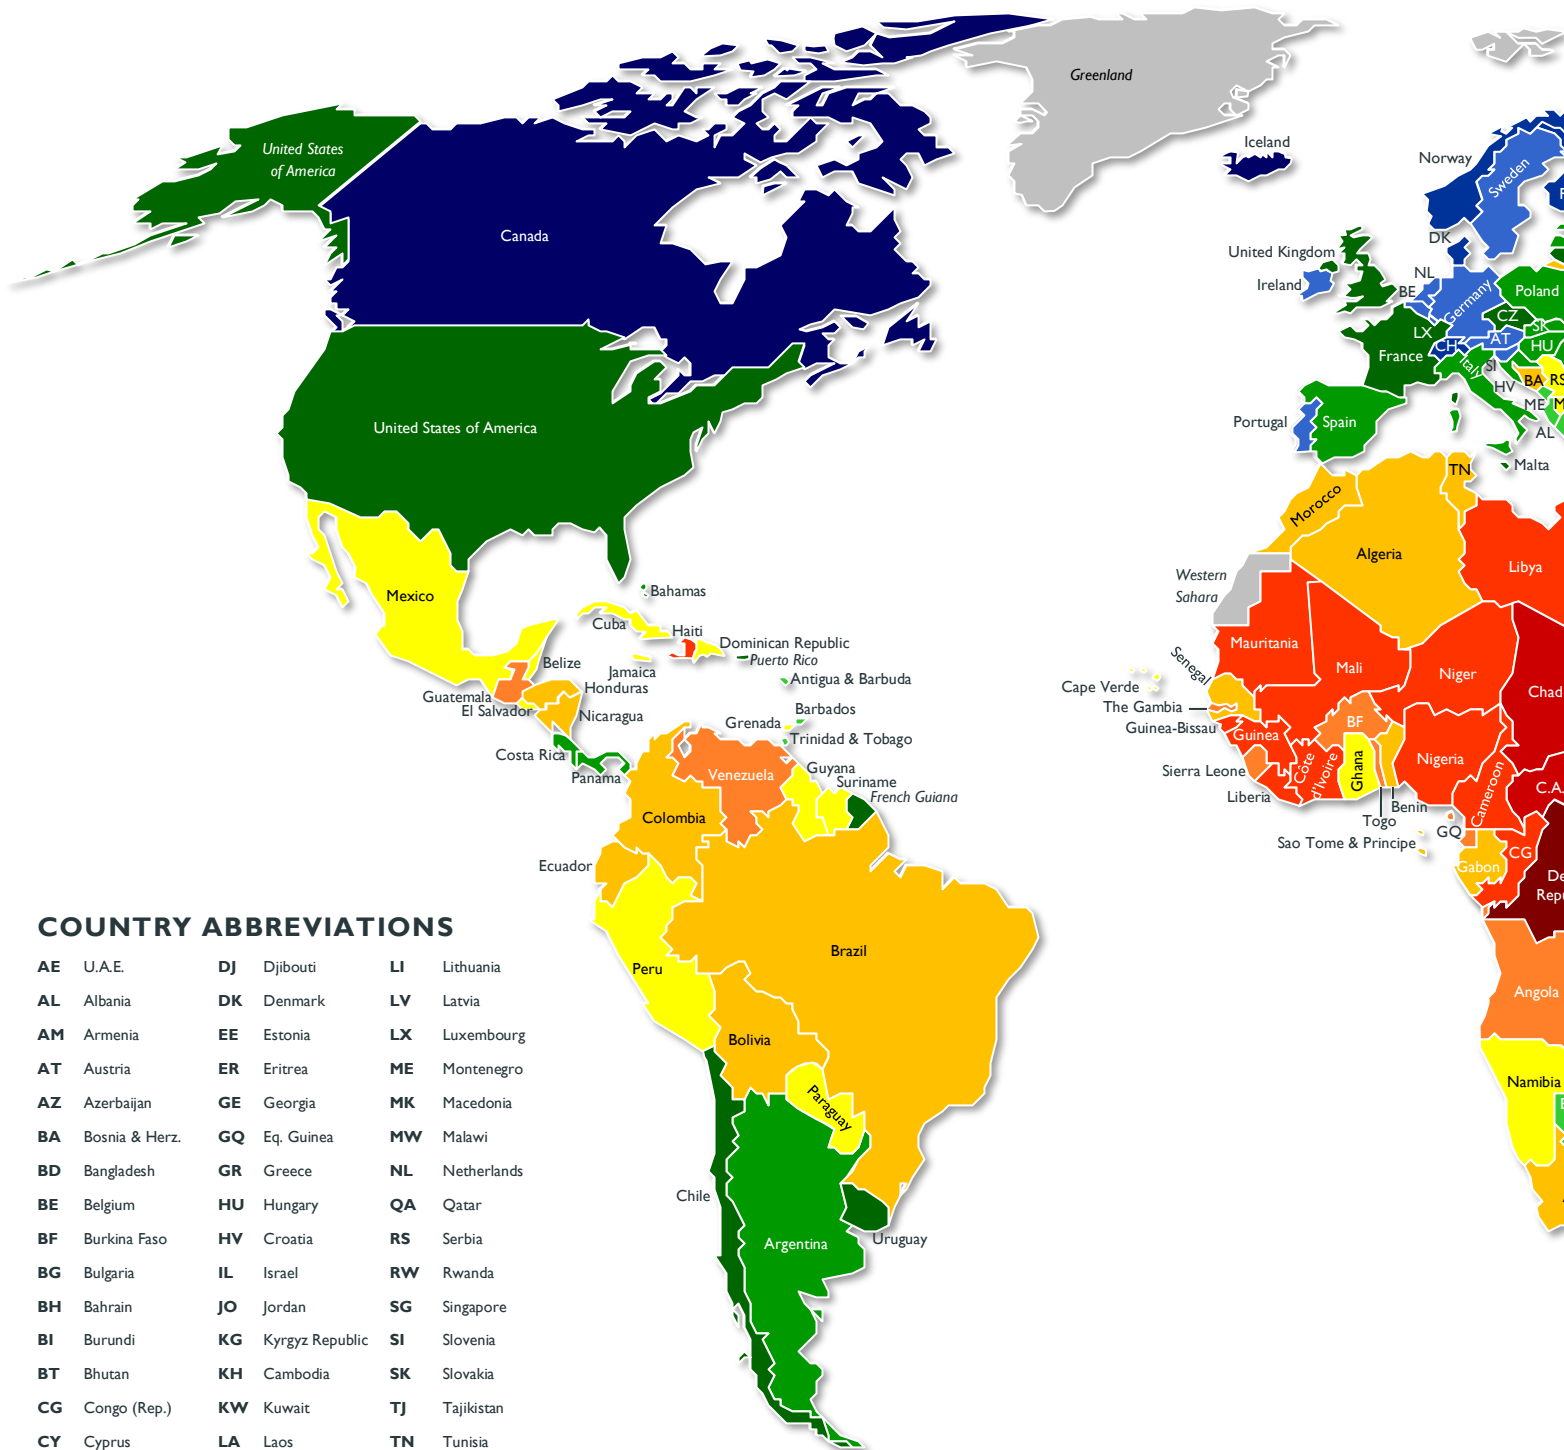 Greenland
Iceland
United States
of America
Norway
Sweden
Canada
DK
United Kingdom
NL
Ireland
BE
Germany
Poland
CZ
LX
SK
AT
CH
HU
France
Italy
SI
BA
RS
HV
ME
Portugal
Spain
AL
United States of America
TN
Malta
Morocco
Algeria
Libya
Western
Sahara
Mexico
Bahamas
Cuba
Haiti
Dominican Republic
Puerto Rico
Mauritania
Mali
Niger
Chad
Senegal
Belize
Jamaica
Antigua & Barbuda
Honduras
Guatemala
El Salvador
Cape Verde
The Gambia
Barbados
Nicaragua
Grenada
Guinea-Bissau
BF
Guinea
Trinidad & Tobago
Costa Rica
Panama
Venezuela
Guyana
Suriname
French Guiana
Sierra Leone
Côte
d'Ivoire
Ghana
Nigeria
Cameroon
C.A.
Liberia
Benin
Togo
Colombia
GQ
Sao Tome & Principe
CG
Ecuador
Gabon
De
Repu
Brazil
Peru
Angola
Bolivia
Namibia
Paraguay
Chile
Uruguay
Argentina
COUNTRY ABBREVIATIONS
AE U.A.E. DJ Djibouti LI Lithuania
AL Albania DK Denmark LV Latvia
AM Armenia EE Estonia LX Luxembourg
AT Austria ER Eritrea ME Montenegro
AZ Azerbaijan GE Georgia MK Macedonia
BA Bosnia & Herz. GQ Eq. Guinea MW Malawi
BD Bangladesh GR Greece NL Netherlands
BE Belgium HU Hungary QA Qatar
BF Burkina Faso HV Croatia RS Serbia
BG Bulgaria IL Israel RW Rwanda
BH Bahrain JO Jordan SG Singapore
BI Burundi KG Kyrgyz Republic SI Slovenia
BT Bhutan KH Cambodia SK Slovakia
CG Congo (Rep.) KW Kuwait TJ Tajikistan
CY Cyprus LA Laos TN Tunisia